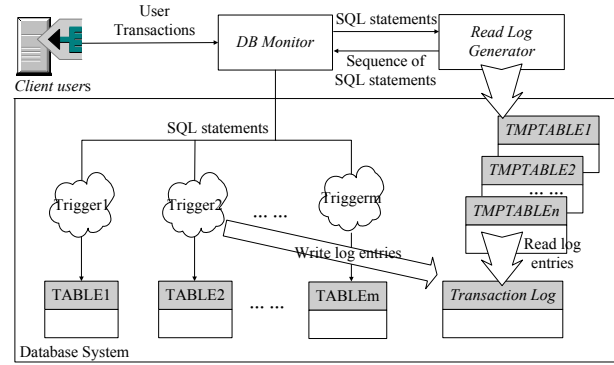 User
Transactions
SQL statements
DB Monitor
Read Log
Generator
Sequence of
SQL statements
Client users
SQL statements
TMPTABLE1
TMPTABLE2
... ...
TMPTABLEn
Trigger1
Trigger2
... ...
Triggerm
Write log entries
Read log
entries
TABLE1
TABLE2
... ...
TABLEm
Transaction Log
Database System